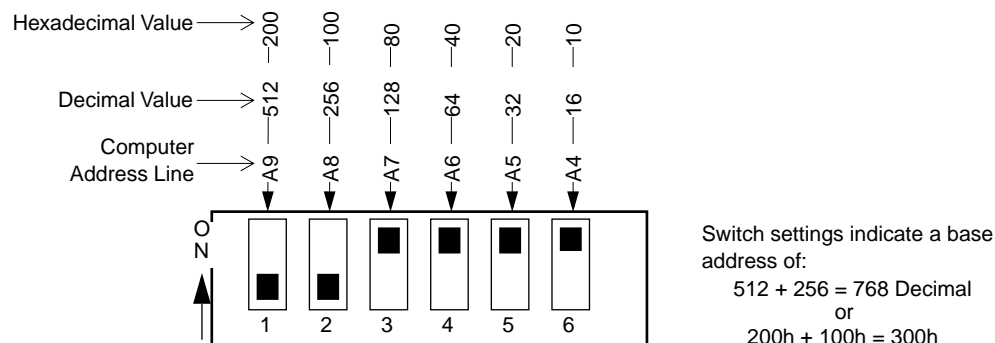 Hexadecimal Value
200 100 80 40 20 10
Decimal Value
512 256 128 64 32 16
Computer
Address Line
A9 A8 A7 A6 A5 A4
O
N
1 2 3 4 5 6
Switch settings indicate a base
address of:
512 + 256 = 768 Decimal
or
200h + 100h = 300h